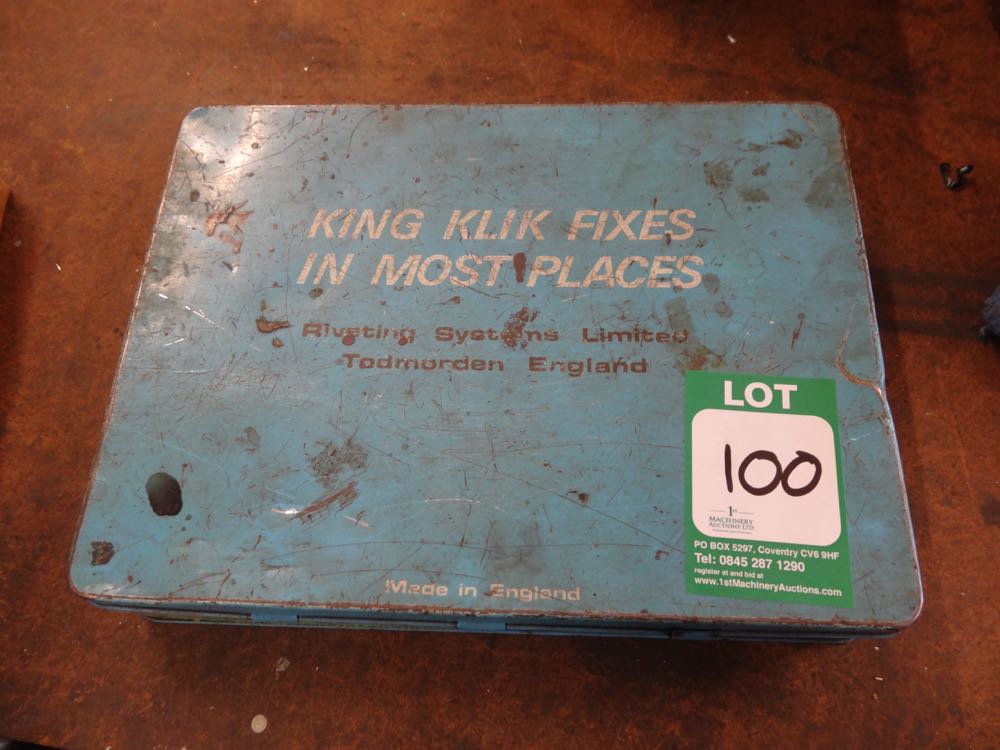 KING KLIK FIXES
IN MOST PLACES
Riveting Systems Limited
Todmorden England
Made in England
LOT
100
1st
MACHINERY
AUCTIONS LTD
PO BOX 5297, Coventry CV6 9HF
Tel: 0845 287 1290
register at and bid at
www.1stMachineryAuctions.com